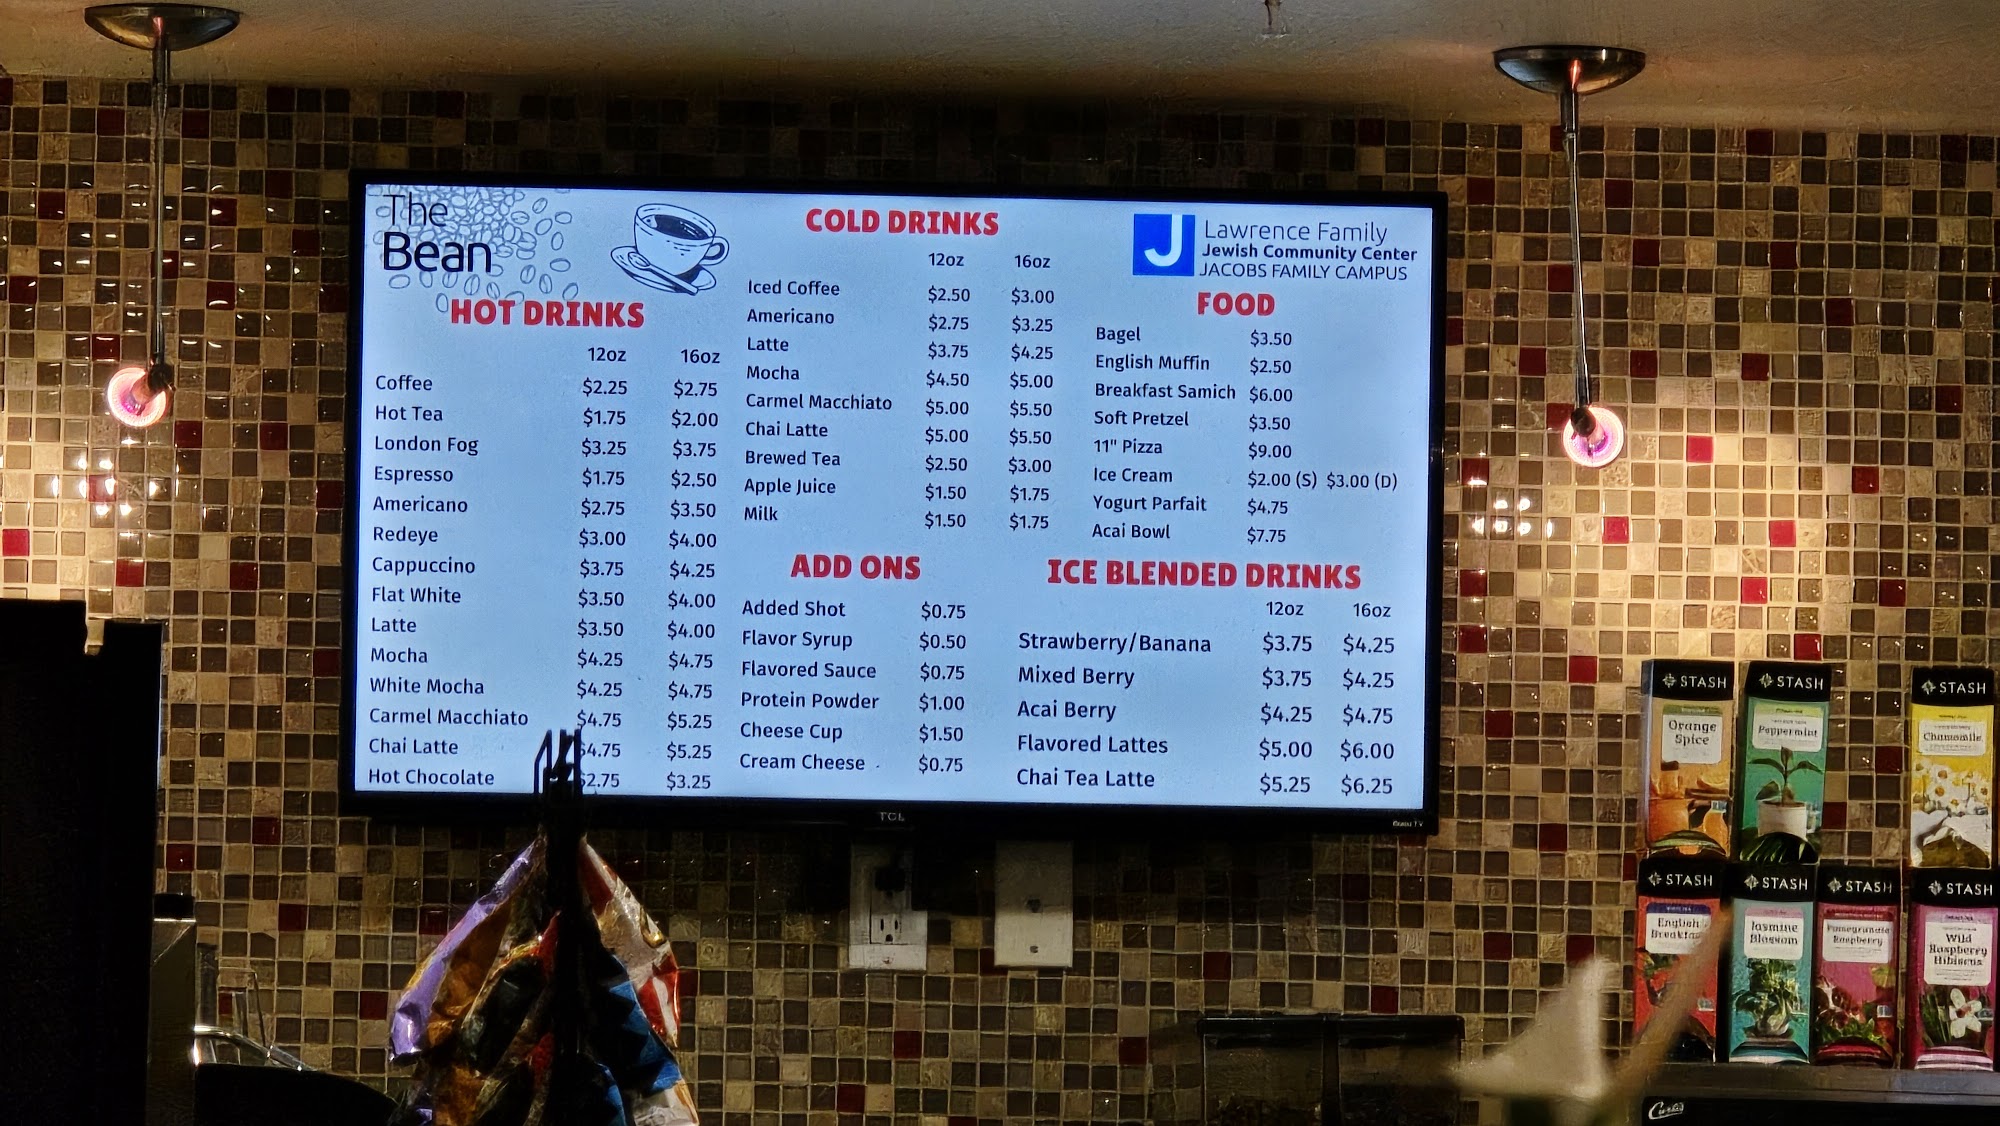 The
Bean
HOT DRINKS
12oz 16oz
Coffee $2.25 $2.75
Hot Tea $1.75 $2.00
London Fog $3.25 $3.75
Espresso $1.75 $2.50
Americano $2.75 $3.50
Redeye $3.00 $4.00
Cappuccino $3.75 $4.25
Flat White $3.50 $4.00
Latte $3.50 $4.00
Mocha $4.25 $4.75
White Mocha $4.25 $4.75
Carmel Macchiato $4.75 $5.25
Chai Latte $4.75 $5.25
Hot Chocolate $2.75 $3.25
COLD DRINKS
12oz 16oz
Iced Coffee $2.50 $3.00
Americano $2.75 $3.25
Latte $3.75 $4.25
Mocha $4.50 $5.00
Carmel Macchiato $5.00 $5.50
Chai Latte $5.00 $5.50
Brewed Tea $2.50 $3.00
Apple Juice $1.50 $1.75
Milk $1.50 $1.75
ADD ONS
Added Shot $0.75
Flavor Syrup $0.50
Flavored Sauce $0.75
Protein Powder $1.00
Cheese Cup $1.50
Cream Cheese $0.75
J
Lawrence Family
Jewish Community Center
JACOBS FAMILY CAMPUS
FOOD
Bagel $3.50
English Muffin $2.50
Breakfast Samich $6.00
Soft Pretzel $3.50
11" Pizza $9.00
Ice Cream $2.00 (S) $3.00 (D)
Yogurt Parfait $4.75
Acai Bowl $7.75
ICE BLENDED DRINKS
12oz 16oz
Strawberry/Banana $3.75 $4.25
Mixed Berry $3.75 $4.25
Acai Berry $4.25 $4.75
Flavored Lattes $5.00 $6.00
Chai Tea Latte $5.25 $6.25
TCL
Roku TV
STASH
Orange
Spice
STASH
Peppermint
STASH
Chamomile
STASH
English
Breakfast
STASH
Jasmine
Blossom
STASH
Pomegranate
Raspberry
STASH
Wild
Raspberry
Hibiscus
Curtis